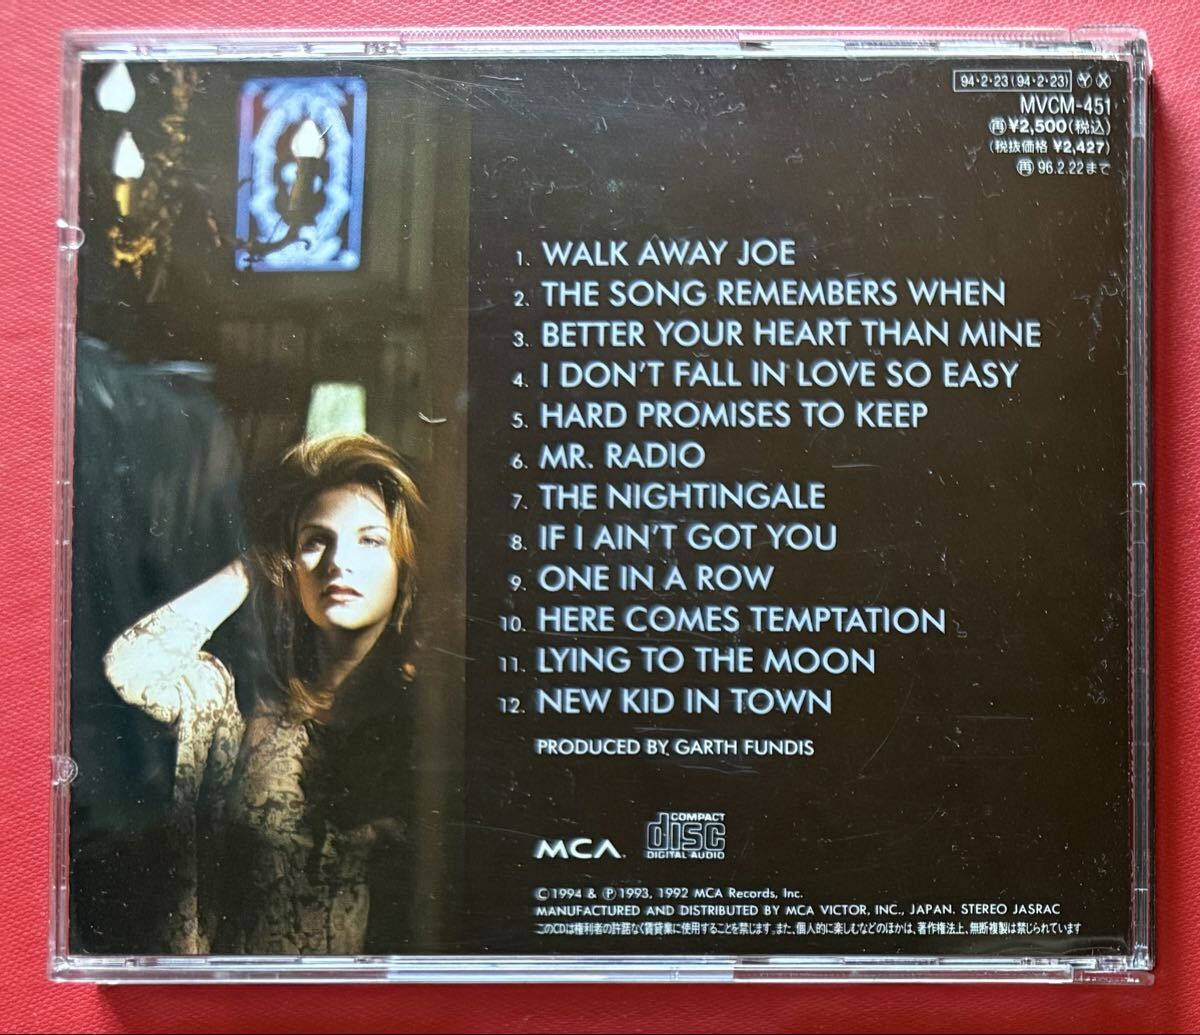 94・2・23(94・2・23) Ⓨ Ⓧ
MVCM-451
㊢¥2,500(税込)
(税抜価格 ¥2,427)
㊢ 96.2.22まで
1. WALK AWAY JOE
2. THE SONG REMEMBERS WHEN
3. BETTER YOUR HEART THAN MINE
4. I DON'T FALL IN LOVE SO EASY
5. HARD PROMISES TO KEEP
6. MR. RADIO
7. THE NIGHTINGALE
8. IF I AIN'T GOT YOU
9. ONE IN A ROW
10. HERE COMES TEMPTATION
11. LYING TO THE MOON
12. NEW KID IN TOWN
PRODUCED BY GARTH FUNDIS
MCA.
COMPACT
disc
DIGITAL AUDIO
Ⓒ1994 & Ⓟ1993, 1992 MCA Records, Inc.
MANUFACTURED AND DISTRIBUTED BY MCA VICTOR, INC., JAPAN. STEREO JASRAC
このCDは権利者の許諾なく賃貸業に使用することを禁じます。また、個人的に楽しむなどのほかは、著作権法上、無断複製は禁じられています